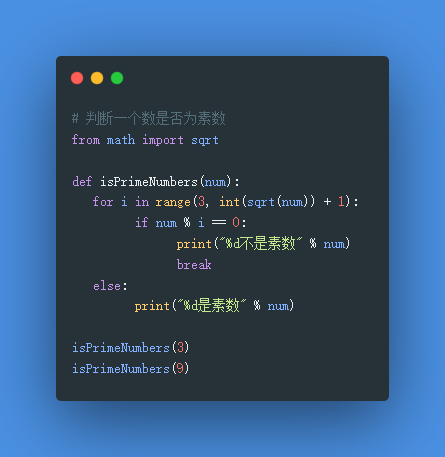 # 判断一个数是否为素数
from math import sqrt
def isPrimeNumbers(num):
for i in range(3, int(sqrt(num)) + 1):
if num % i == 0:
print("%d不是素数" % num)
break
else:
print("%d是素数" % num)
isPrimeNumbers(3)
isPrimeNumbers(9)